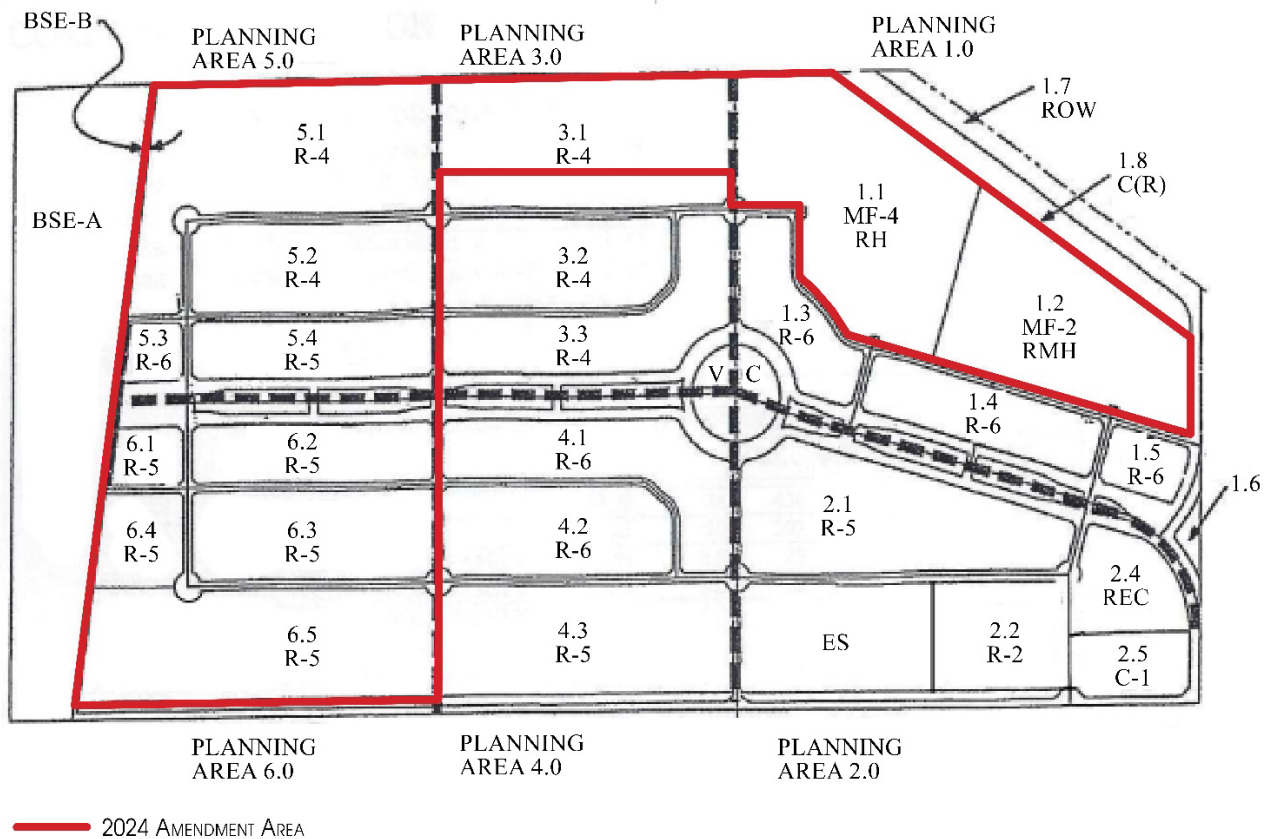 BSE-B
PLANNING
AREA 5.0
PLANNING
AREA 3.0
PLANNING
AREA 1.0
1.7
ROW
1.8
C(R)
5.1
R-4
3.1
R-4
1.1
MF-4
RH
BSE-A
5.2
R-4
3.2
R-4
1.2
MF-2
RMH
5.3
R-6
5.4
R-5
3.3
R-4
1.3
R-6
V C
1.4
R-6
6.1
R-5
6.2
R-5
4.1
R-6
1.5
R-6
1.6
6.4
R-5
6.3
R-5
4.2
R-6
2.1
R-5
2.4
REC
6.5
R-5
4.3
R-5
ES
2.2
R-2
2.5
C-1
PLANNING
AREA 6.0
PLANNING
AREA 4.0
PLANNING
AREA 2.0
2024 AMENDMENT AREA